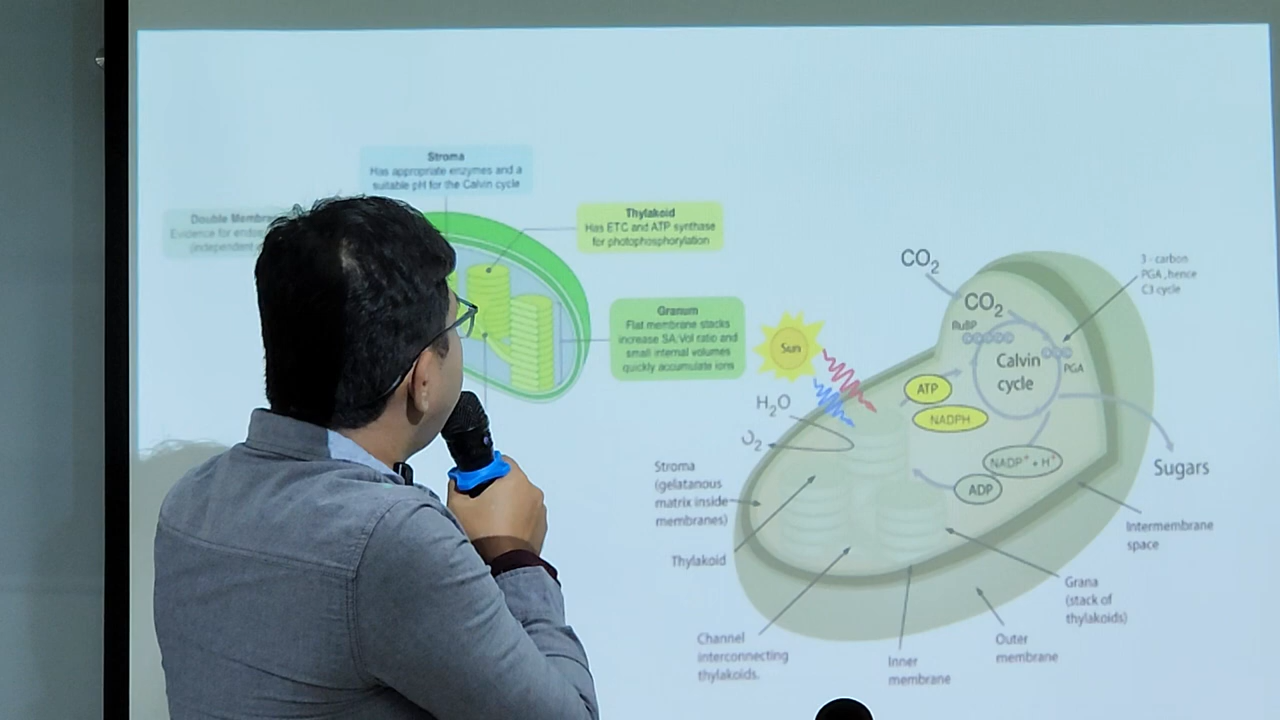 Stroma
Has appropriate enzymes and a
suitable pH for the Calvin cycle
Double
Evidence for
(independent
Thylakoid
Has ETC and ATP synthase
for photophosphorylation
Granum
Flat membrane stacks
increase SA:Vol ratio and
small internal volumes
quickly accumulate ions
CO2
CO2
3 - carbon
PGA, hence
C3 cycle
RuBP
Sun
Calvin
cycle
PGA
ATP
NADPH
H2O
O2
NADP+ + H+
ADP
Sugars
Stroma
(gelatanous
matrix inside
membranes)
Intermembrane
space
Thylakoid
Grana
(stack of
thylakoids)
Channel
interconnecting
thylakoids.
Outer
membrane
Inner
membrane